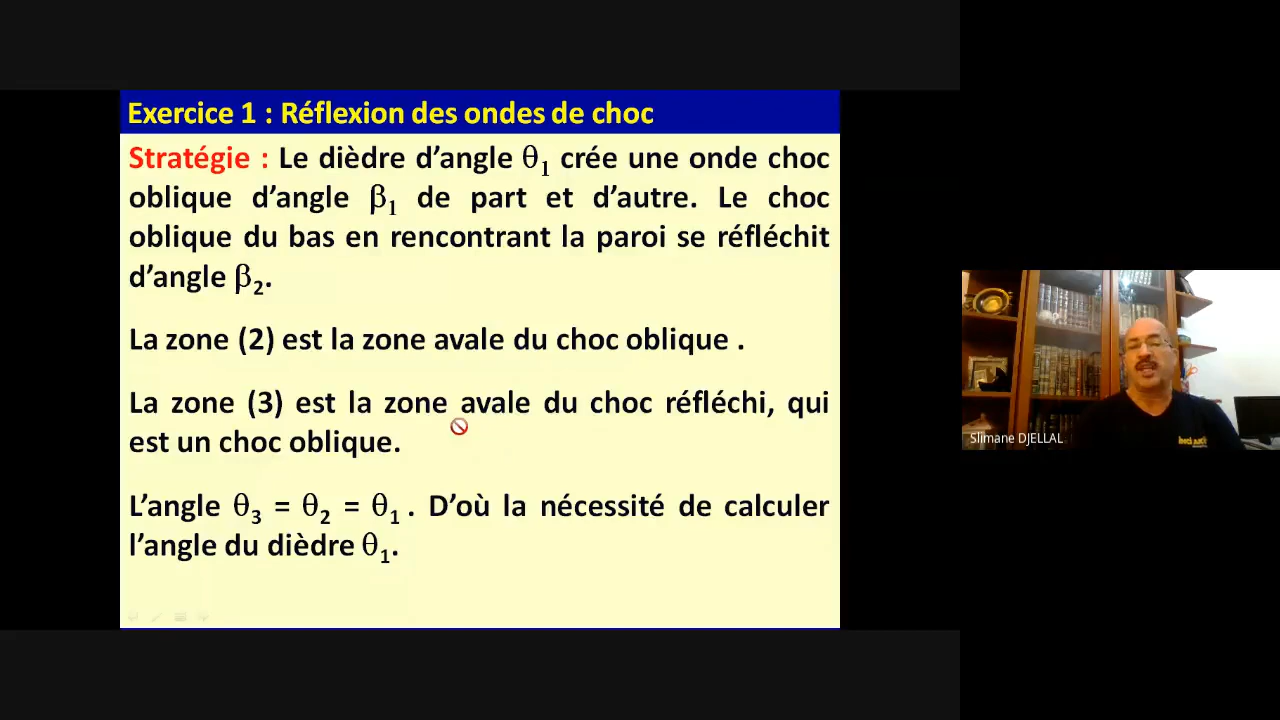 Exercice 1 : Réflexion des ondes de choc
Stratégie : Le dièdre d’angle θ1 crée une onde choc
oblique d’angle β1 de part et d’autre. Le choc
oblique du bas en rencontrant la paroi se réfléchit
d’angle β2.
La zone (2) est la zone avale du choc oblique .
La zone (3) est la zone avale du choc réfléchi, qui
est un choc oblique.
L’angle θ3 = θ2 = θ1 . D’où la nécessité de calculer
l’angle du dièdre θ1.
Slimane DJELLAL